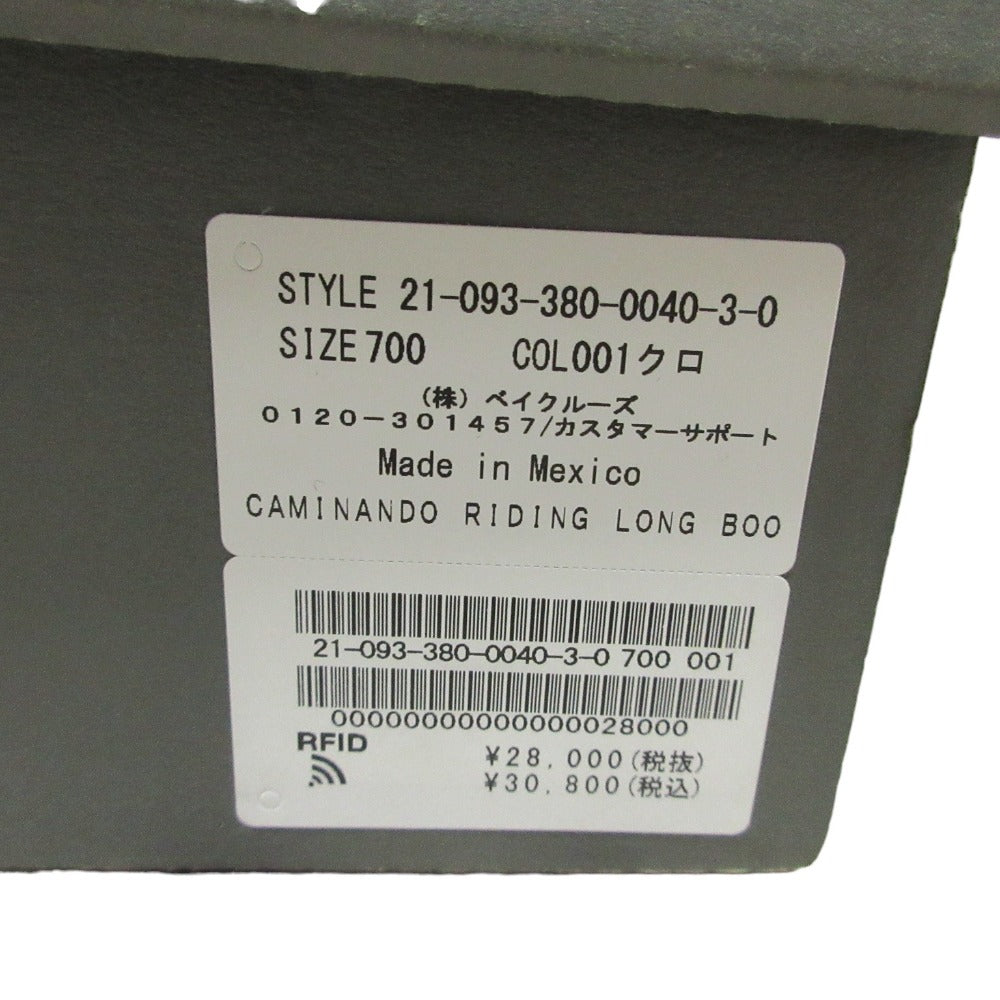 STYLE 21-093-380-0040-3-0
SIZE 700 COL001クロ
（株）ベイクルーズ
０１２０－３０１４５７/カスタマーサポート
Made in Mexico
CAMINANDO RIDING LONG BOO
21-093-380-0040-3-0 700 001
0000000000000000028000
RFID
¥28,000(税抜)
¥30,800(税込)